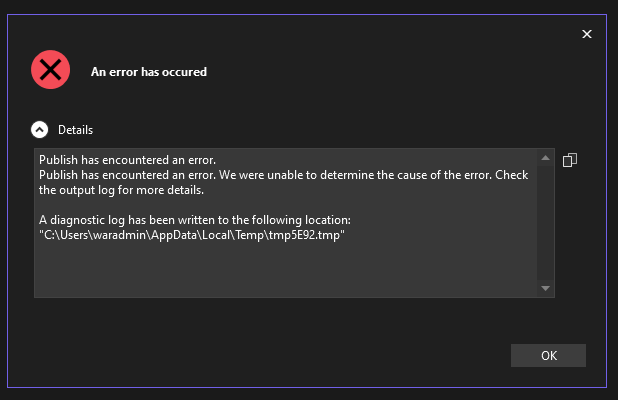 An error has occured
Details
Publish has encountered an error.
Publish has encountered an error. We were unable to determine the cause of the error. Check
the output log for more details.
A diagnostic log has been written to the following location:
"C:\Users\waradmin\AppData\Local\Temp\tmp5E92.tmp"
OK